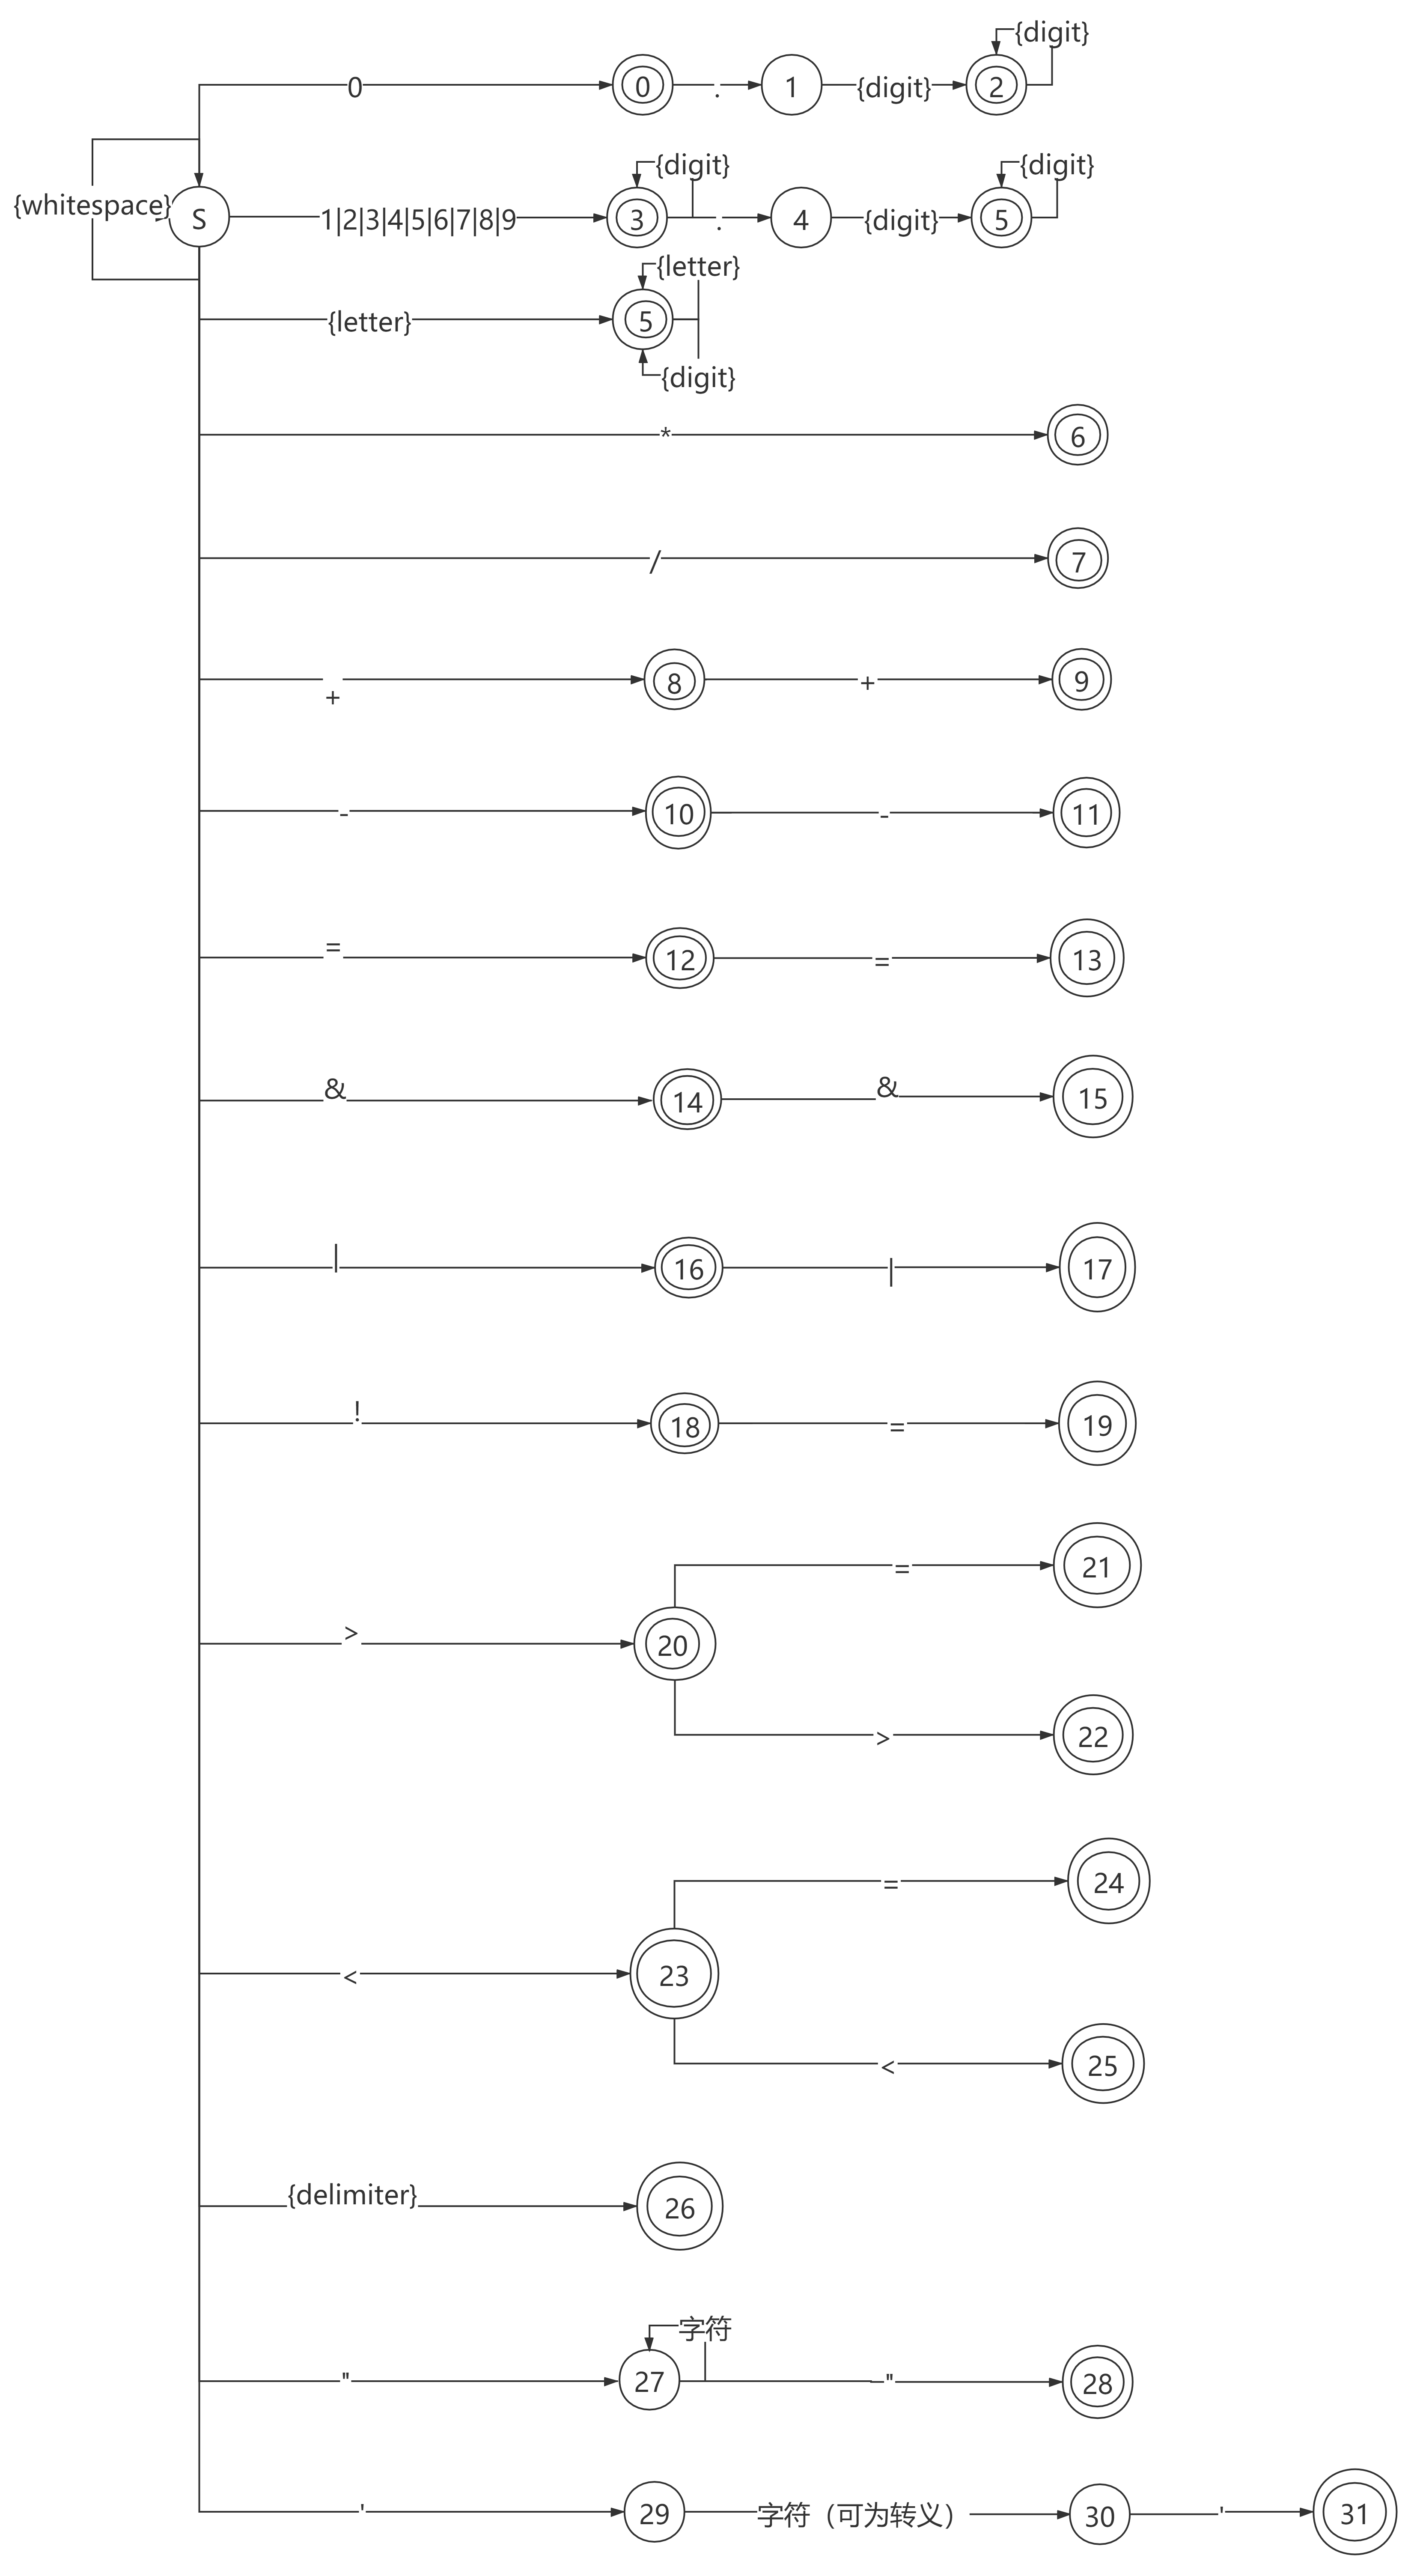 {digit}
0 0 . 1 {digit} 2
{digit} {digit}
{whitespace} S 1|2|3|4|5|6|7|8|9 3 . 4 {digit} 5
{letter}
{letter} 5
{digit}
* 6
/ 7
+ 8 + 9
- 10 - 11
= 12 = 13
& 14 & 15
| 16 | 17
! 18 = 19
= 21
> 20
> 22
= 24
< 23
< 25
{delimiter} 26
字符
" 27 " 28
' 29 字符（可为转义） 30 ' 31